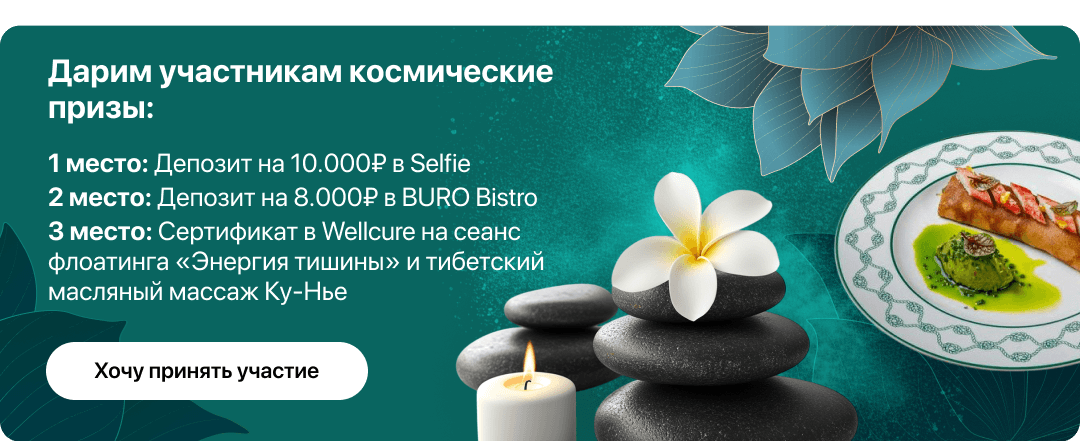 Дарим участникам космические
призы:
1 место: Депозит на 10.000₽ в Selfie
2 место: Депозит на 8.000₽ в BURO Bistro
3 место: Сертификат в Wellcure на сеанс
флоатинга «Энергия тишины» и тибетский
масляный массаж Ку-Нье
Хочу принять участие